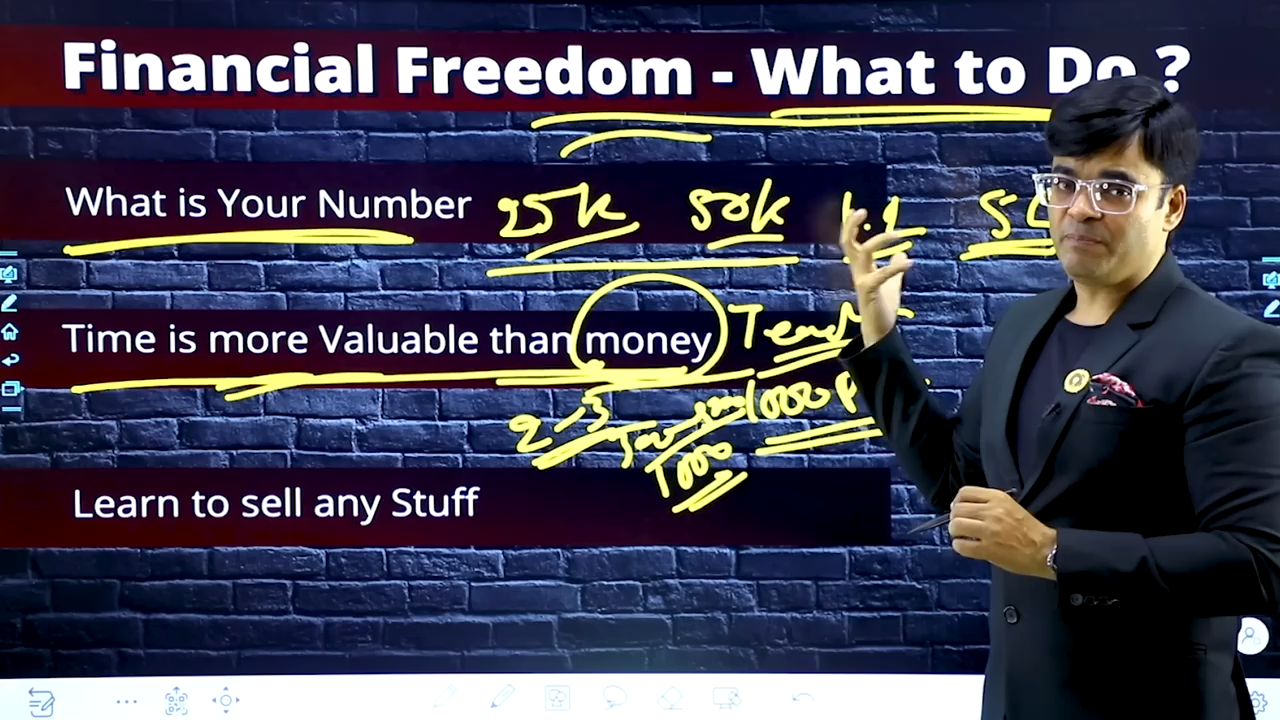 Financial Freedom - What to Do ?
What is Your Number 25k 50k
Time is more Valuable than money
2-5 1000
1000
Learn to sell any Stuff